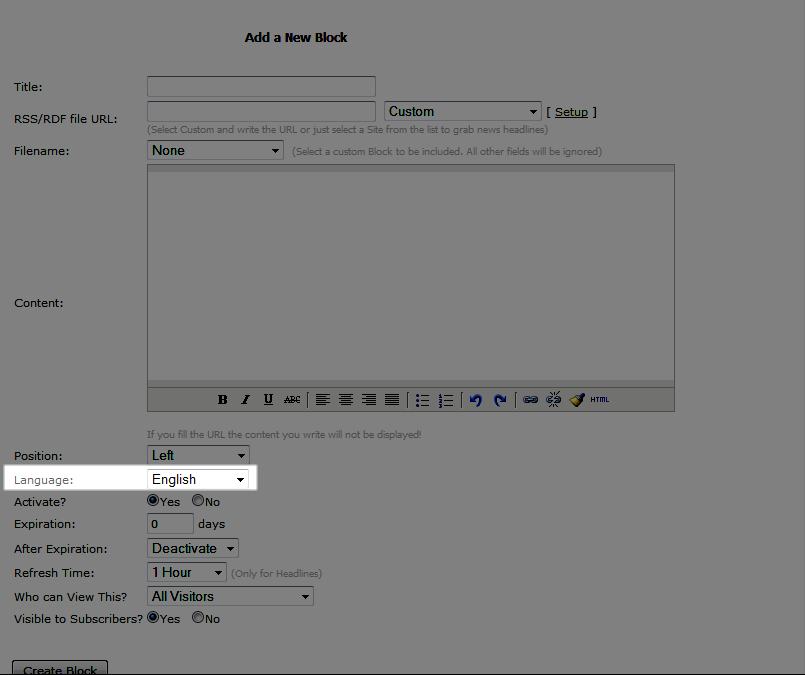 Add a New Block
Title:
RSS/RDF file URL: Custom [ Setup ]
(Select Custom and write the URL or just select a Site from the list to grab news headlines)
Filename: None (Select a custom Block to be included. All other fields will be ignored)
Content:
B I U ABC HTML
If you fill the URL the content you write will not be displayed!
Position: Left
Language: English
Activate? Yes No
Expiration: 0 days
After Expiration: Deactivate
Refresh Time: 1 Hour (Only for Headlines)
Who can View This? All Visitors
Visible to Subscribers? Yes No
Create Block